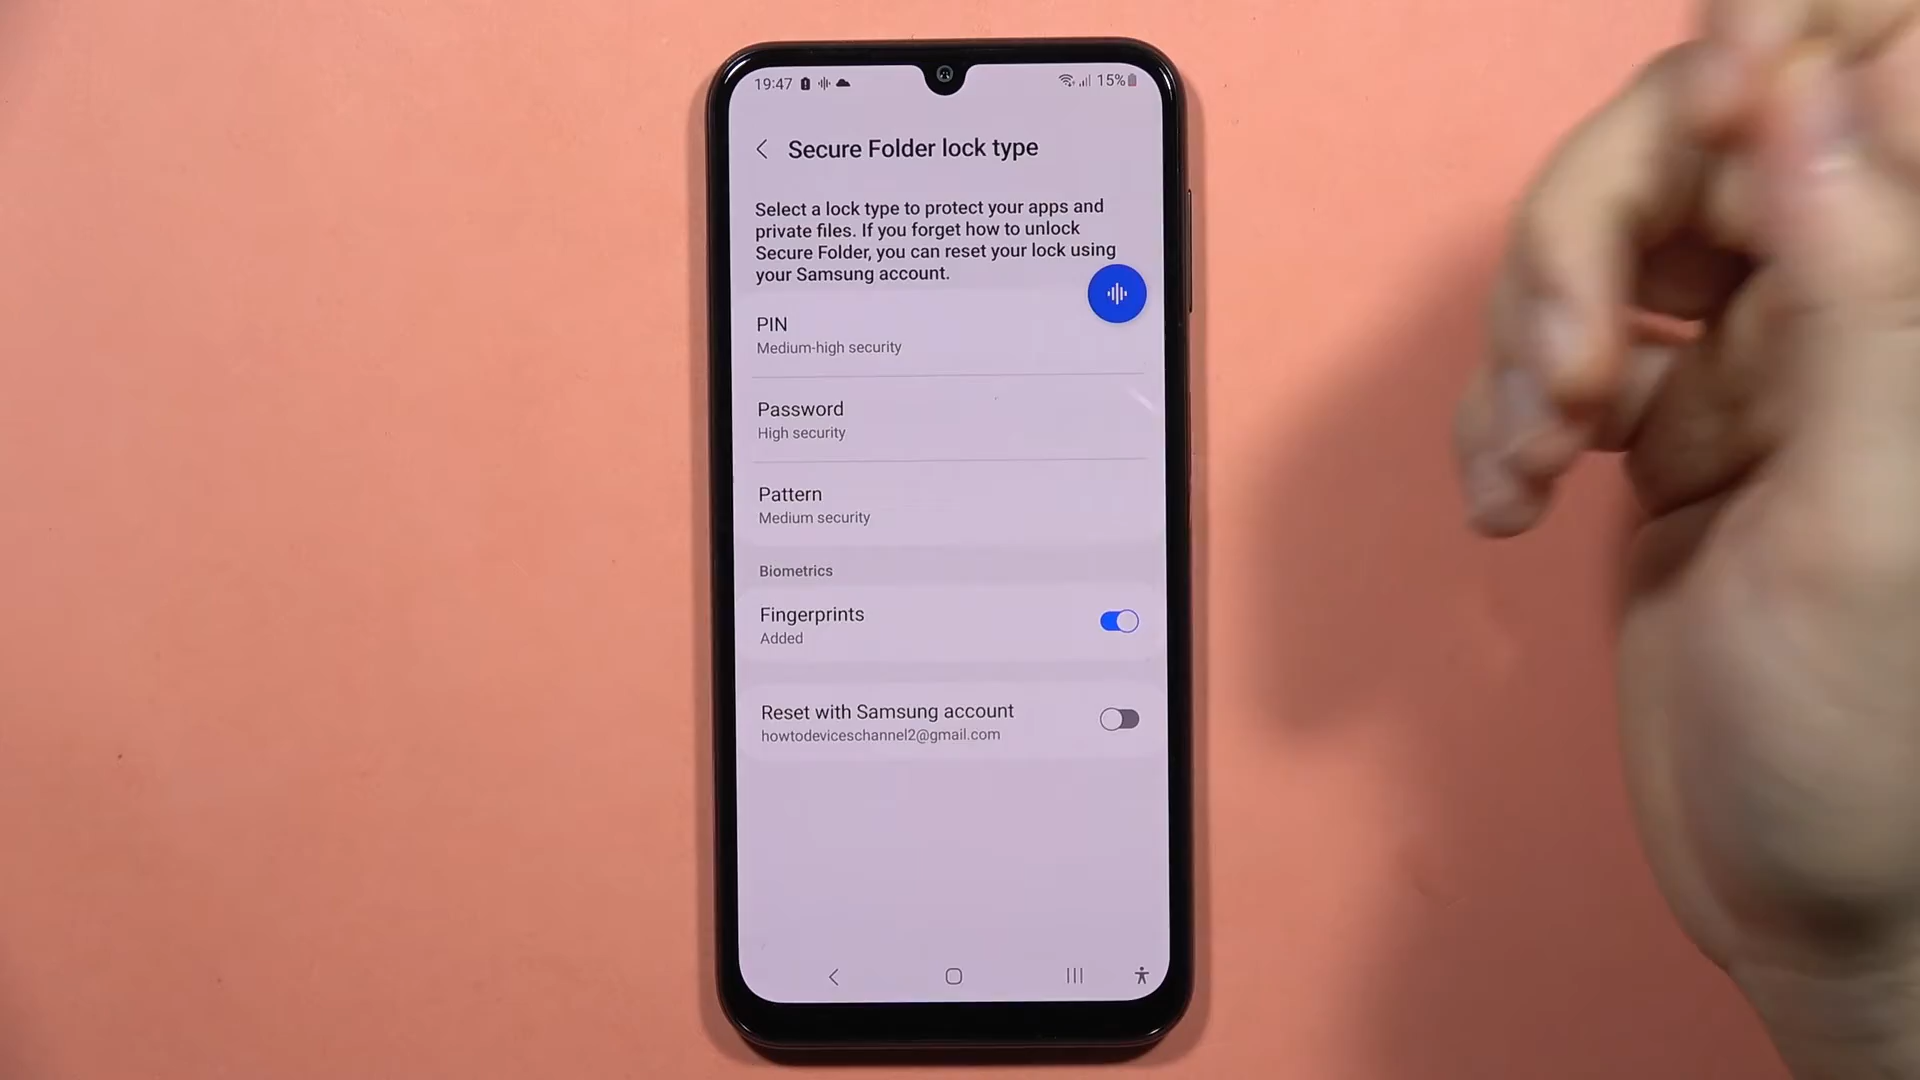 19:47
15%
Secure Folder lock type
Select a lock type to protect your apps and
private files. If you forget how to unlock
Secure Folder, you can reset your lock using
your Samsung account.
PIN
Medium-high security
Password
High security
Pattern
Medium security
Biometrics
Fingerprints
Added
Reset with Samsung account
howtodeviceschannel2@gmail.com